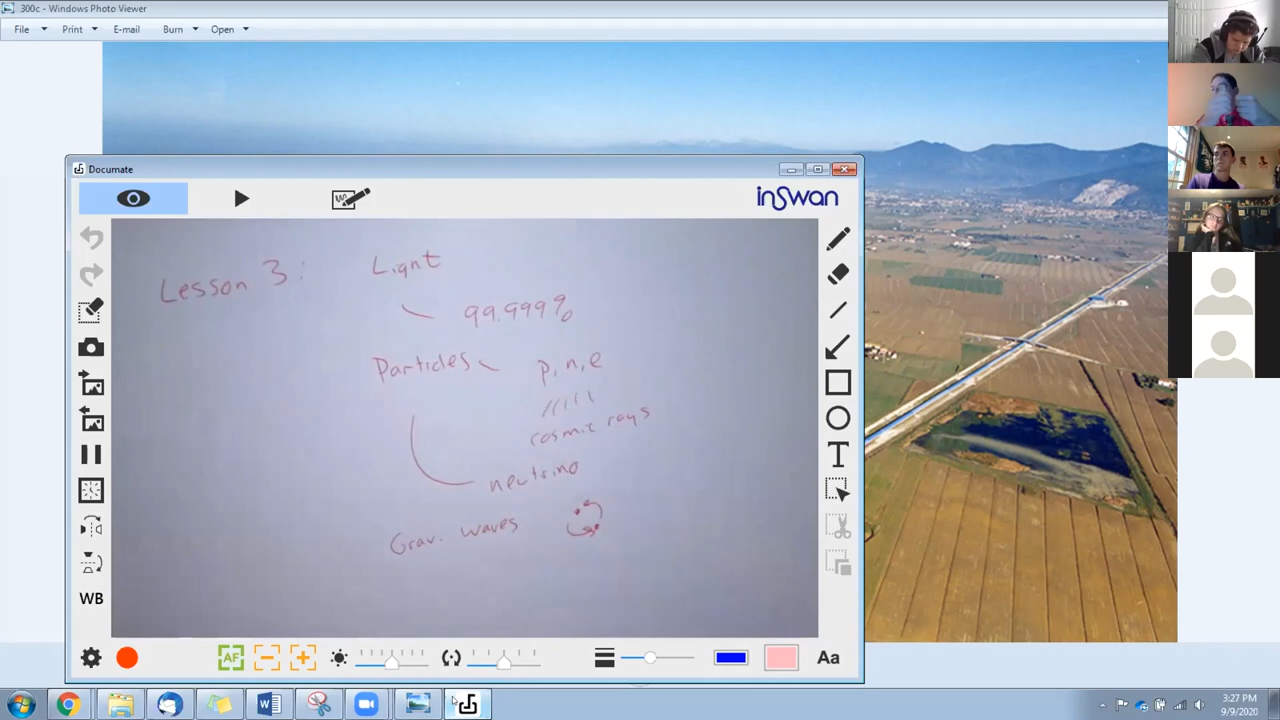 300c - Windows Photo Viewer
File Print E-mail Burn Open
Documate
inSwan
Lesson 3: Light
99.999%
Particles p, n, e
cosmic rays
neutrino
Grav. waves
WB
AF
Aa
W
3:27 PM
9/9/2020